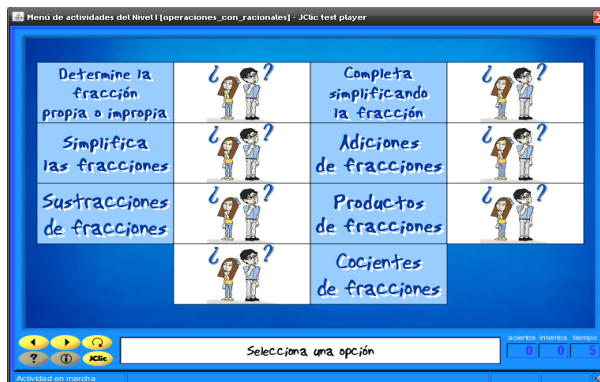 Menú de actividades del Nivel I [operaciones_con_racionales] - JClic test player
Determine la
fracción
propia o impropia
¿ ?
Completa
simplificando
la fracción
¿ ?
Simplifica
las fracciones
¿ ?
Adiciones
de fracciones
¿ ?
Sustracciones
de fracciones
¿ ?
Productos
de fracciones
¿ ?
¿ ?
Cocientes
de fracciones
? i JClic
Selecciona una opción
aciertos intentos tiempo
0 0 5
Actividad en marcha